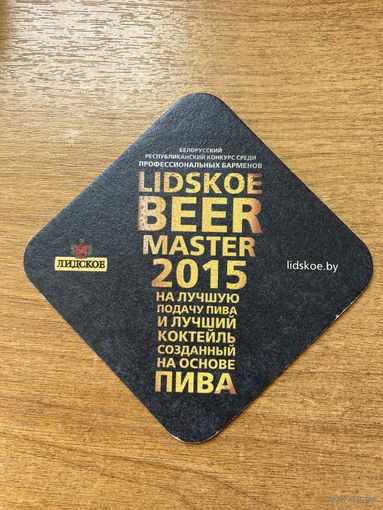 БЕЛОРУССКИЙ
РЕСПУБЛИКАНСКИЙ КОНКУРС СРЕДИ
ПРОФЕССИОНАЛЬНЫХ БАРМЕНОВ
LIDSKOE
BEER
MASTER
2015
НА ЛУЧШУЮ
ПОДАЧУ ПИВА
И ЛУЧШИЙ
КОКТЕЙЛЬ
СОЗДАННЫЙ
НА ОСНОВЕ
ПИВА
ЛИДСКОЕ
lidskoe.by